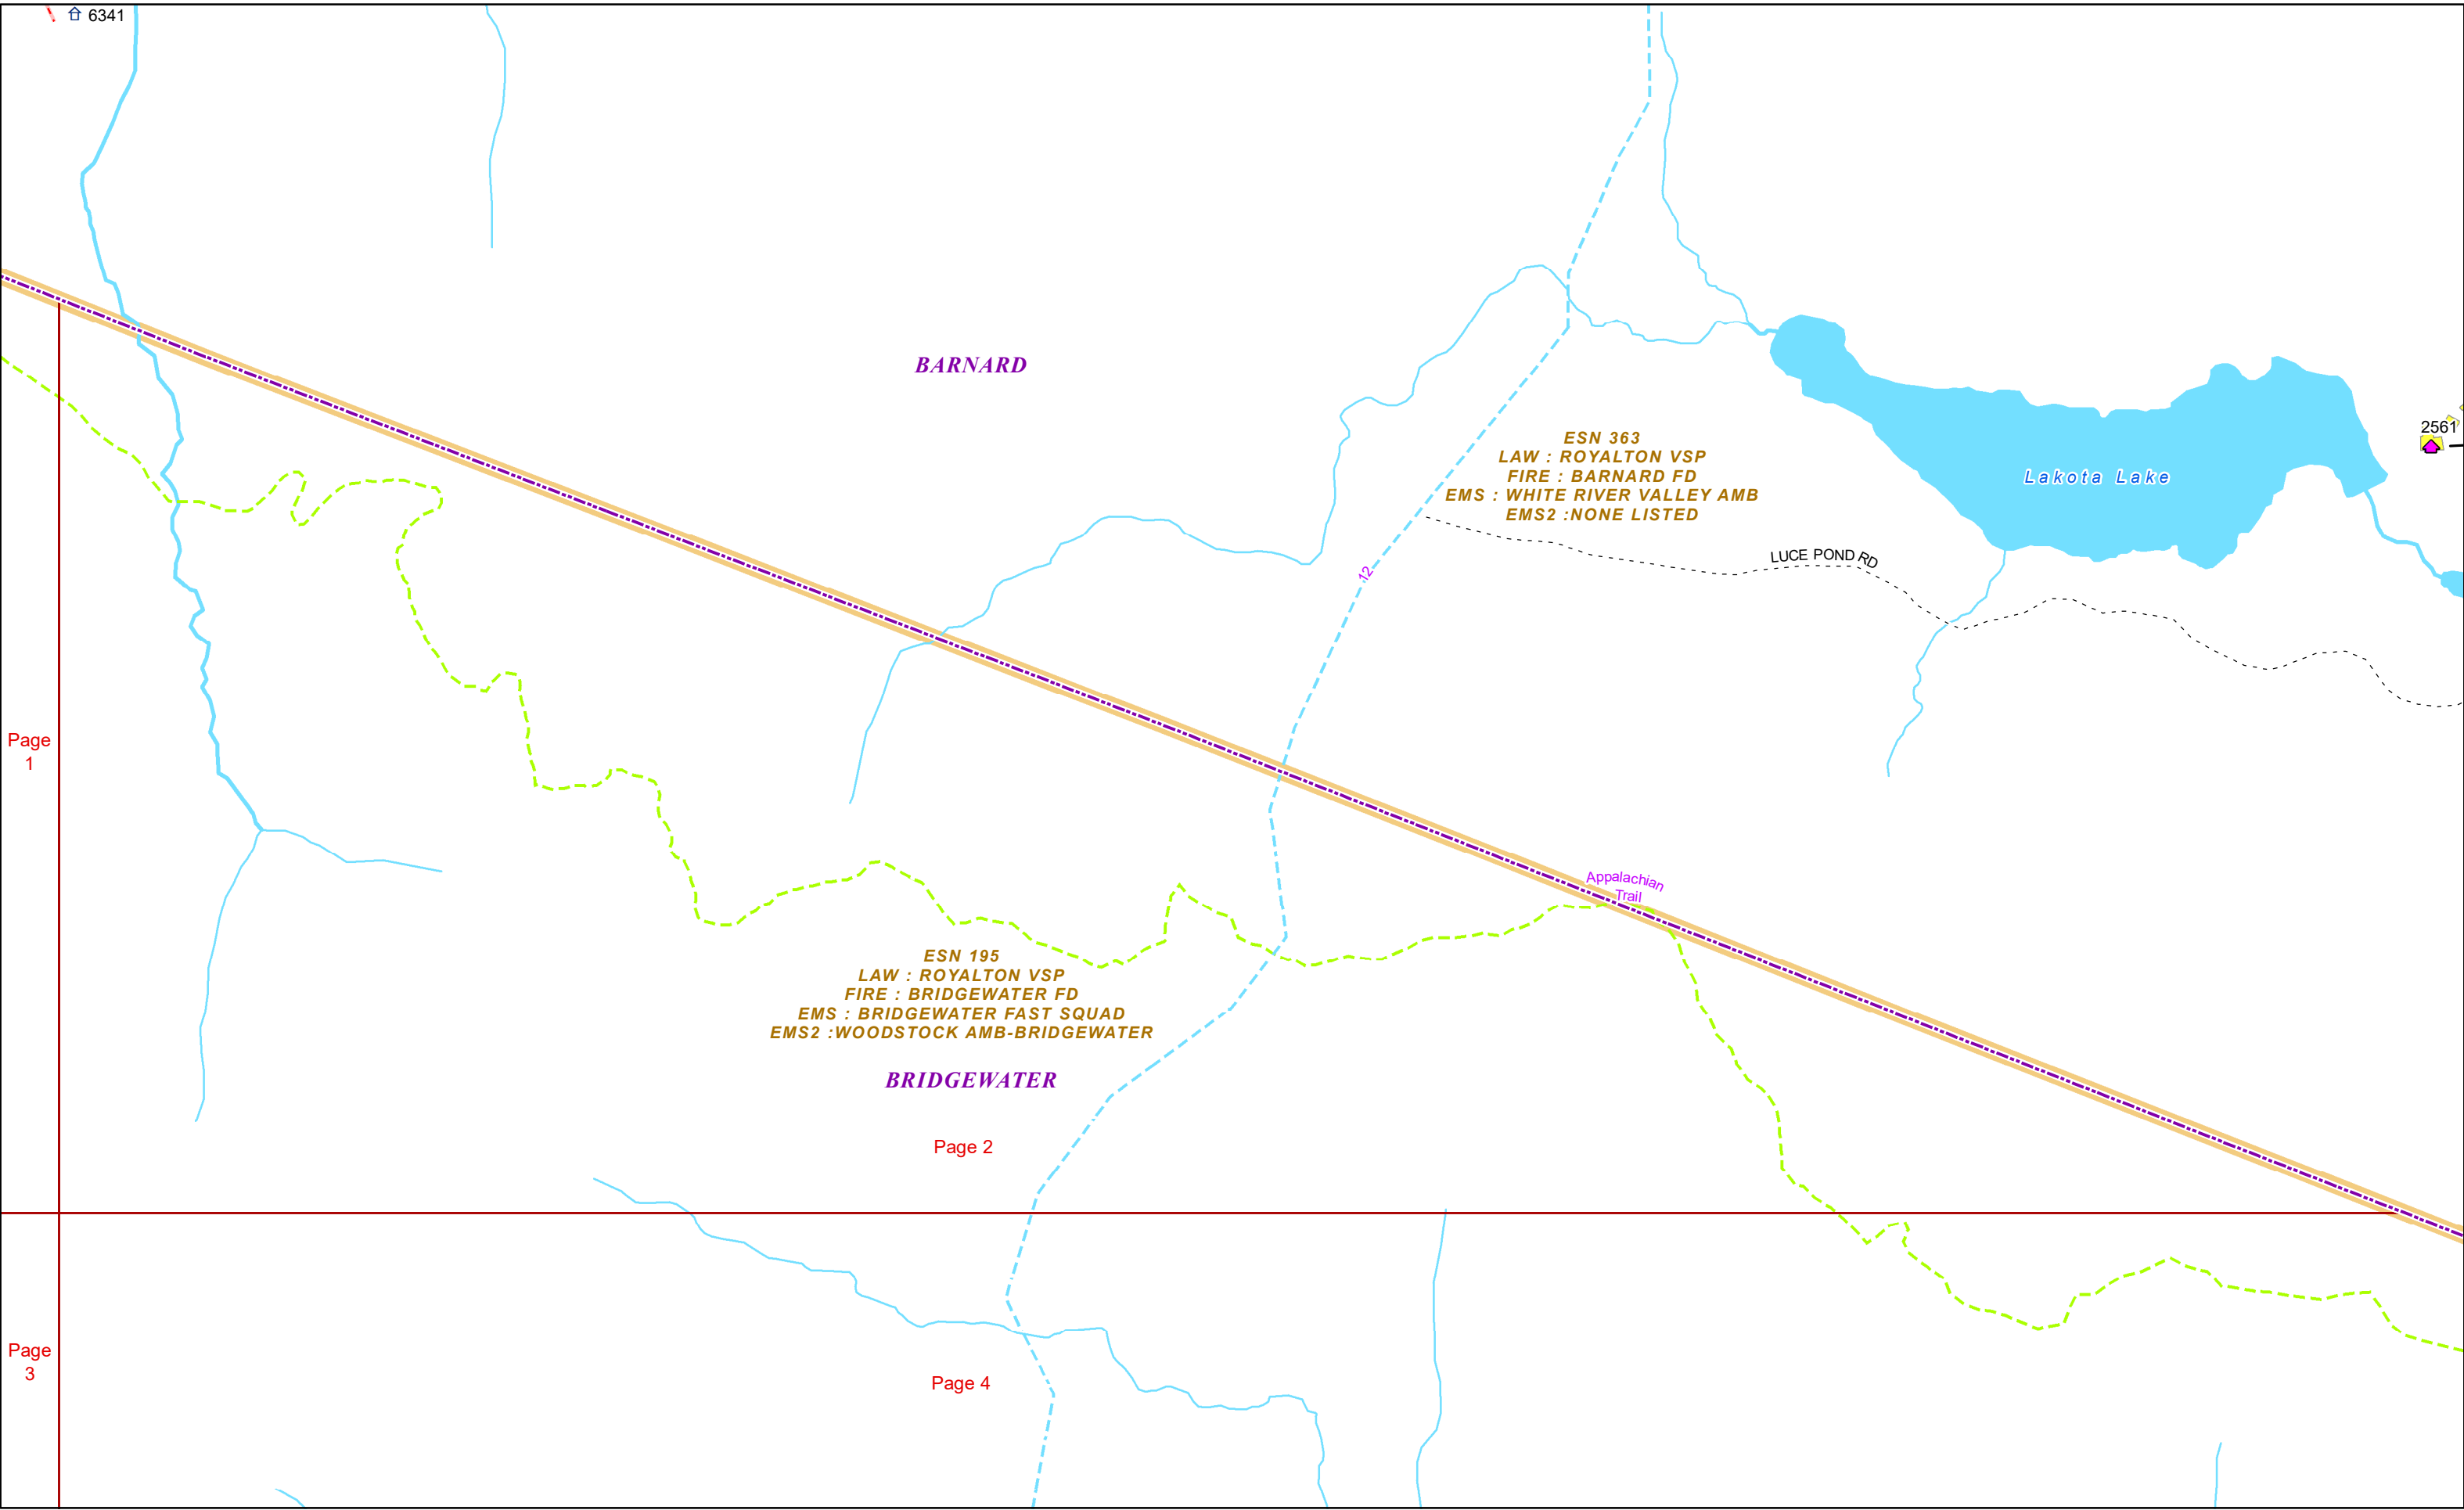 6341
BARNARD
2561
ESN 363
LAW : ROYALTON VSP
FIRE : BARNARD FD
EMS : WHITE RIVER VALLEY AMB
EMS2 :NONE LISTED
Lakota Lake
LUCE POND RD
12
Page
1
Appalachian
Trail
ESN 195
LAW : ROYALTON VSP
FIRE : BRIDGEWATER FD
EMS : BRIDGEWATER FAST SQUAD
EMS2 :WOODSTOCK AMB-BRIDGEWATER
BRIDGEWATER
Page 2
Page
3
Page 4